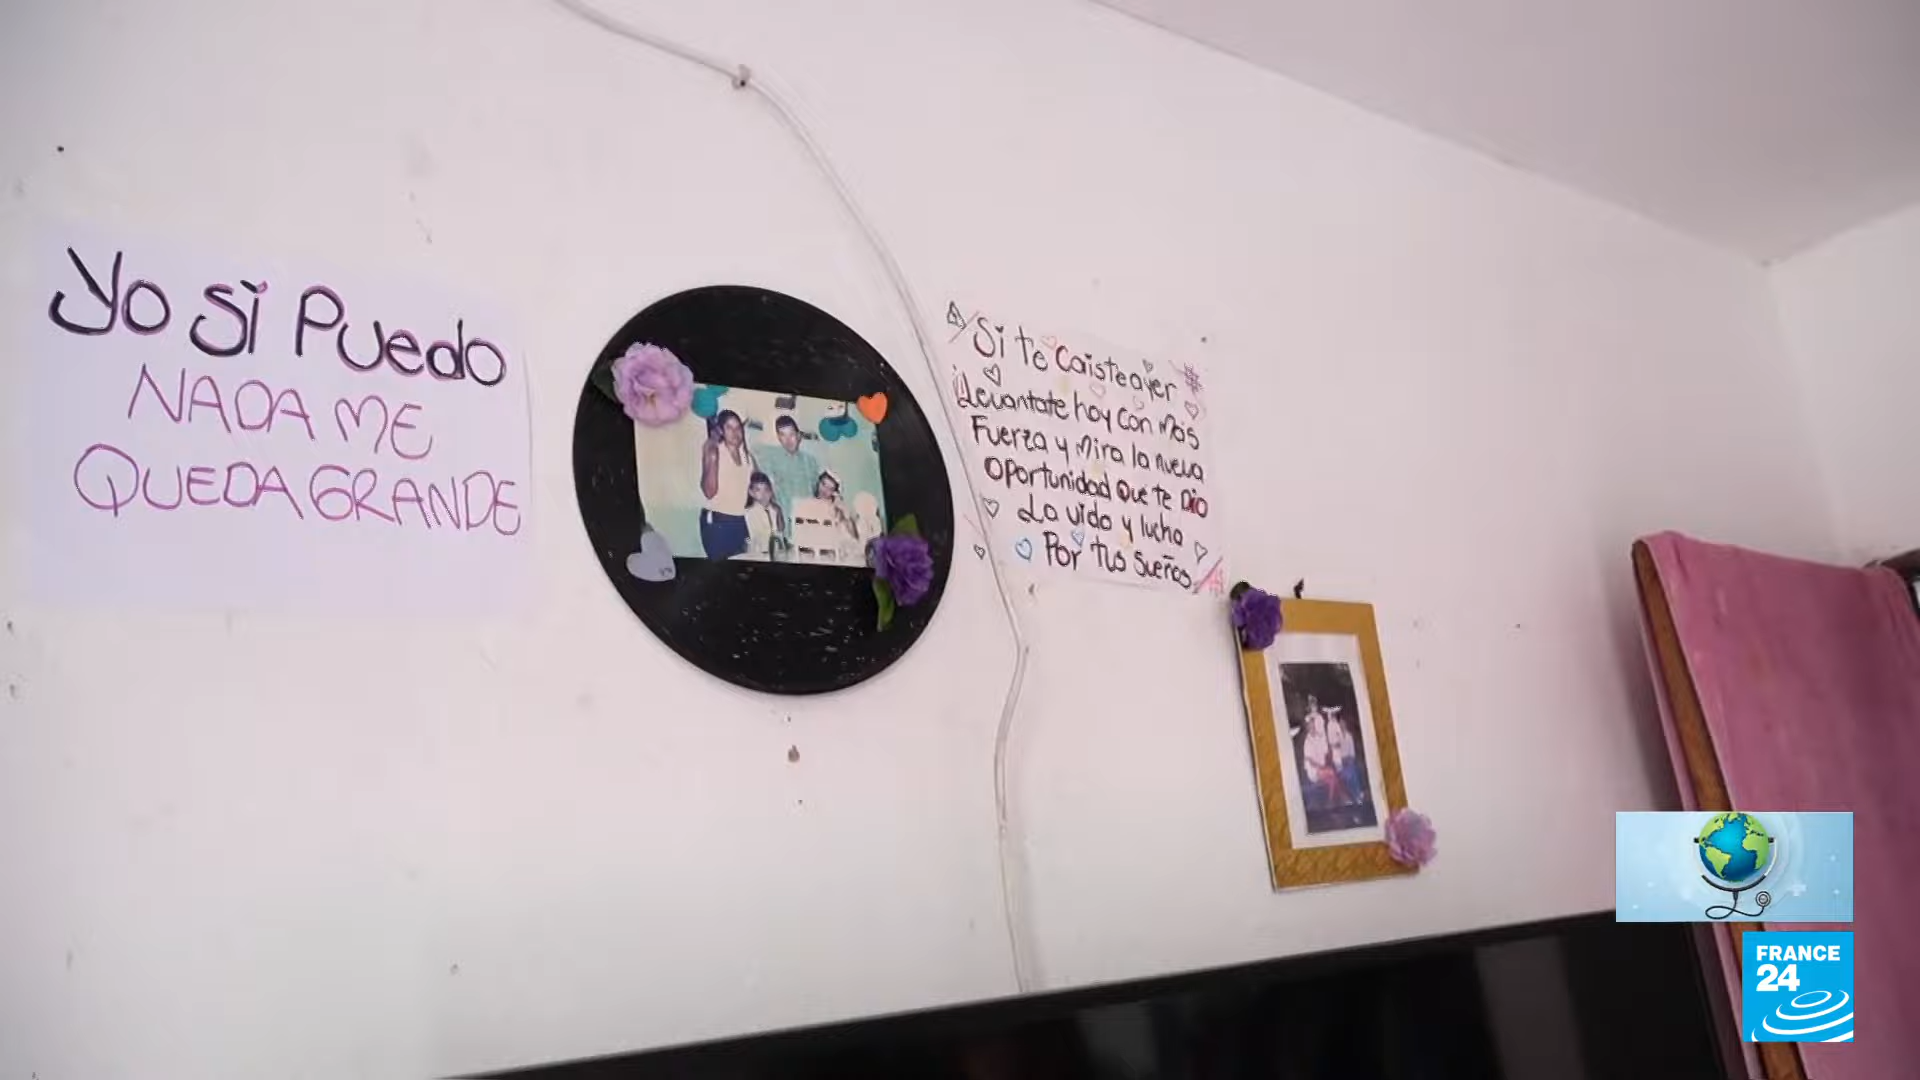 Yo Si Puedo
NADA ME
QUEDA GRANDE
Si te caiste ayer
Levantate hoy con mas
Fuerza y mira la nueva
oportunidad que te Dio
La vida y lucha
Por tus sueños
FRANCE
24